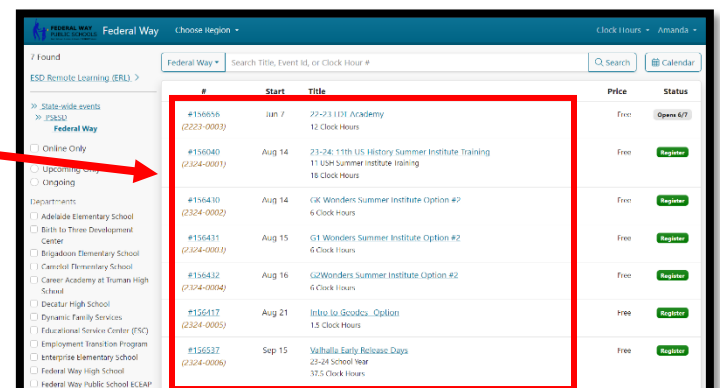 FEDERAL WAY
PUBLIC SCHOOLS
Federal Way
Choose Region
Clock Hours
Amanda
7 Found
ESD Remote Learning (ERL) >
Federal Way
Search Title, Event Id, or Clock Hour #
Search
Calendar
>> State-wide events
>> PSESD
Federal Way
Online Only
Upcoming Only
Ongoing
Departments
Adelaide Elementary School
Birth to Three Development
Center
Brigadoon Elementary School
Camelot Elementary School
Career Academy at Truman High
School
Decatur High School
Dynamic Family Services
Educational Service Center (ESC)
Employment Transition Program
Enterprise Elementary School
Federal Way High School
Federal Way Public School ECEAP
# Start Title Price Status
#156656 Jun 7 22-23 LDT Academy Free Opens 6/7
(2223-0003) 12 Clock Hours
#156040 Aug 14 23-24: 11th US History Summer Institute Training Free Register
(2324-0001) 11 USH Summer Institute Training
18 Clock Hours
#156430 Aug 14 GK Wonders Summer Institute Option #2 Free Register
(2324-0002) 6 Clock Hours
#156431 Aug 15 G1 Wonders Summer Institute Option #2 Free Register
(2324-0003) 6 Clock Hours
#156432 Aug 16 G2Wonders Summer Institute Option #2 Free Register
(2324-0004) 6 Clock Hours
#156417 Aug 21 Intro to Geodes Option Free Register
(2324-0005) 1.5 Clock Hours
#156537 Sep 15 Valhalla Early Release Days Free Register
(2324-0006) 23-24 School Year
37.5 Clock Hours